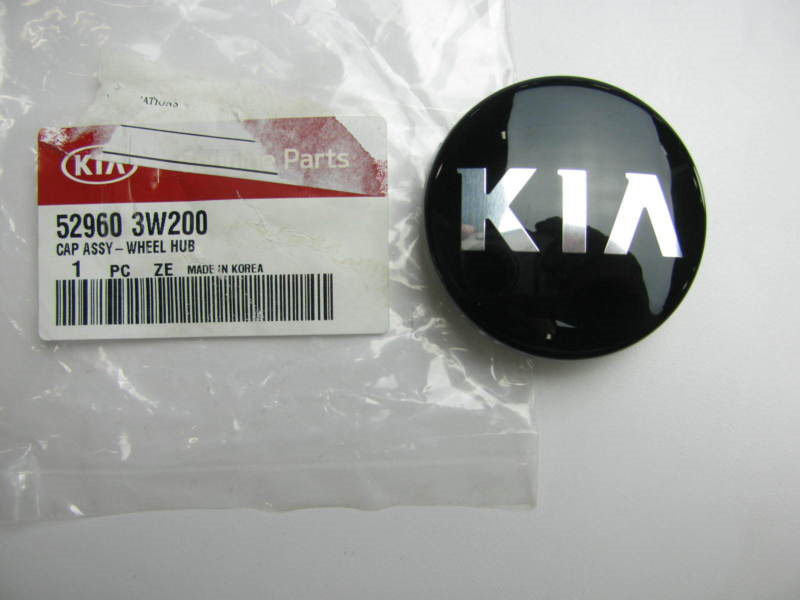 KIA
Genuine Parts
52960 3W200
CAP ASSY-WHEEL HUB
1 PC ZE MADE IN KOREA
KIA